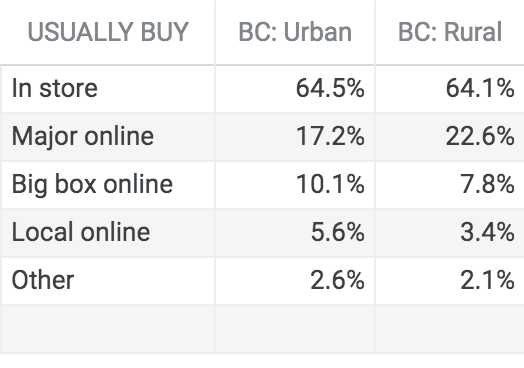 USUALLY BUY BC: Urban BC: Rural
In store 64.5% 64.1%
Major online 17.2% 22.6%
Big box online 10.1% 7.8%
Local online 5.6% 3.4%
Other 2.6% 2.1%